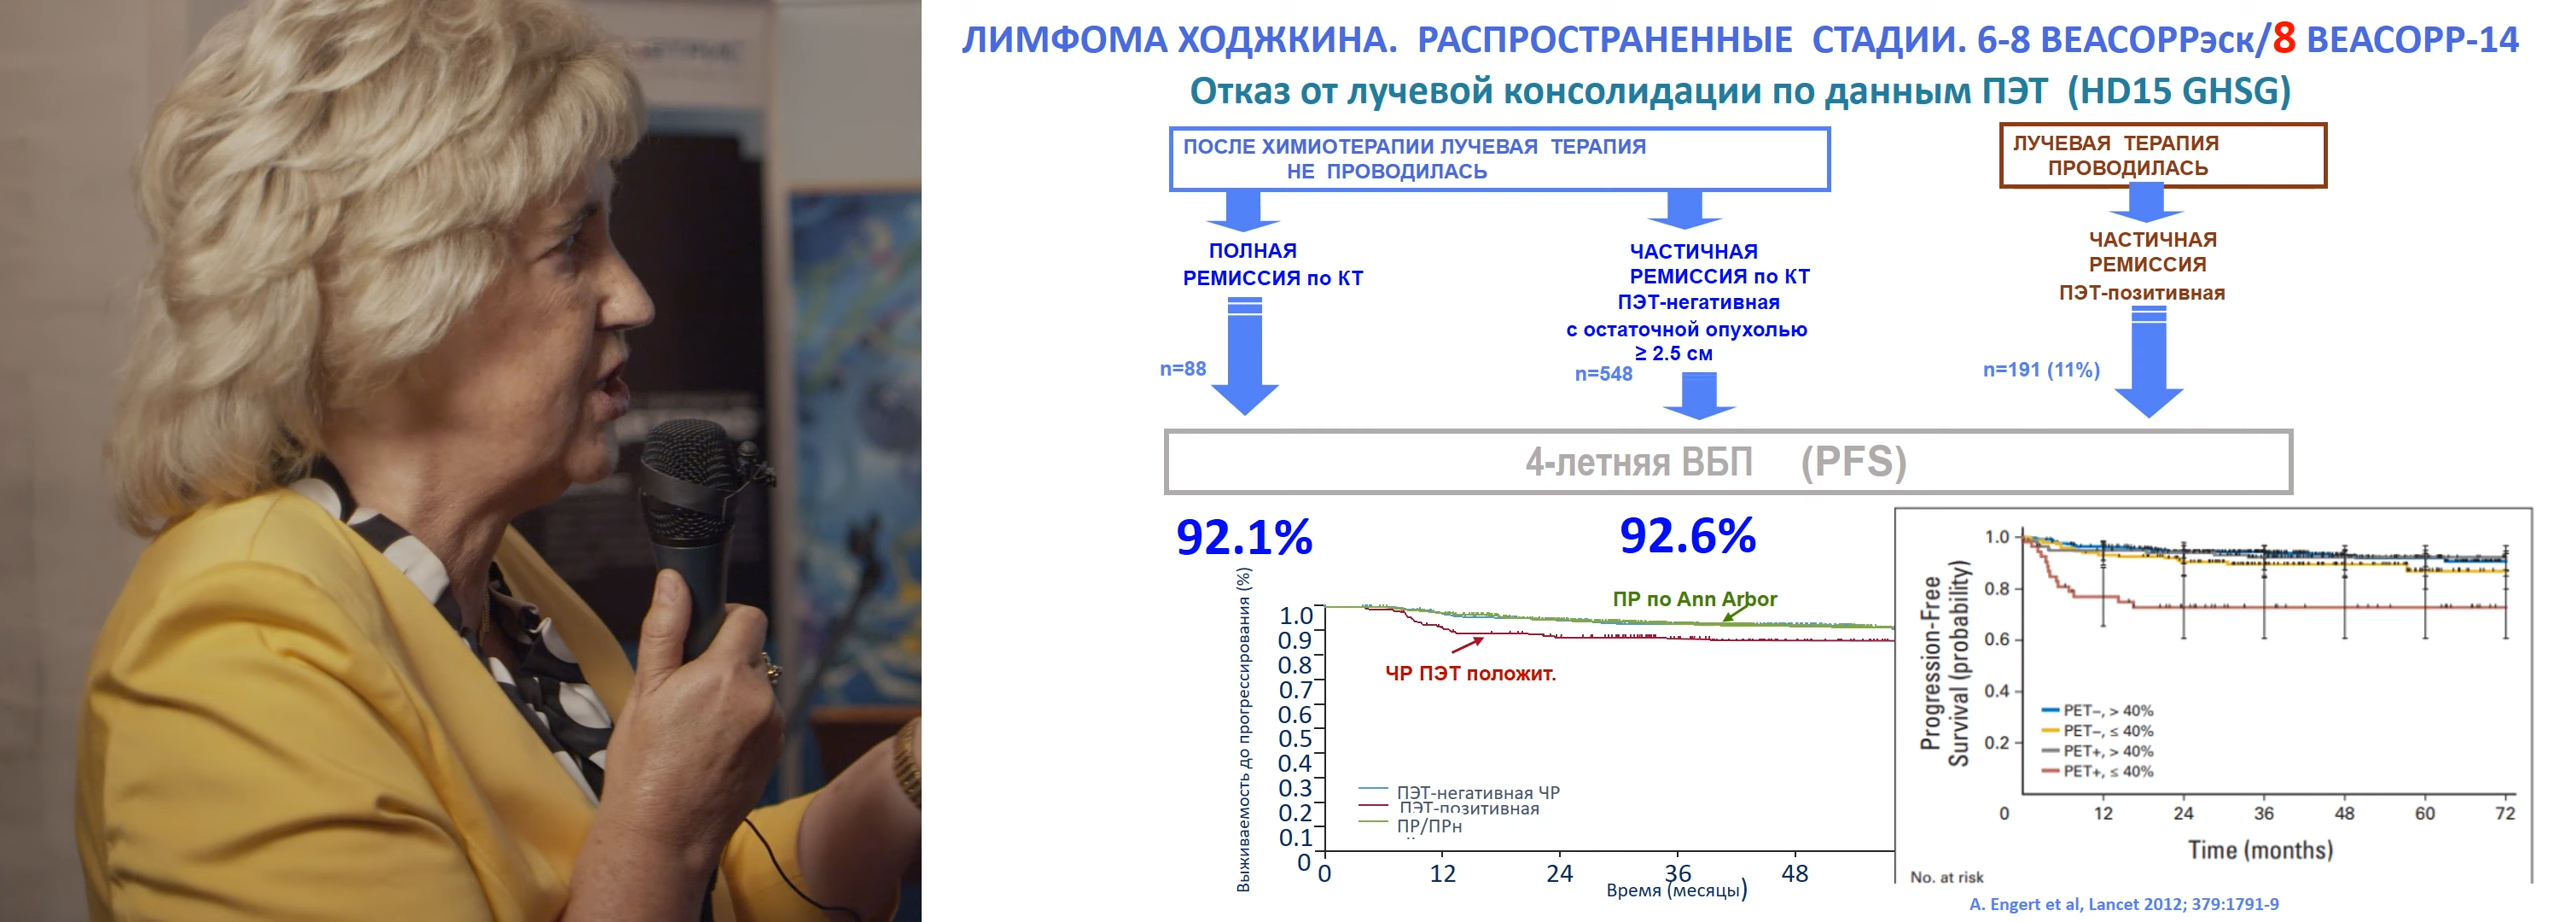 ЛИМФОМА ХОДЖКИНА. РАСПРОСТРАНЕННЫЕ СТАДИИ. 6-8 BEACOPPэск/8 BEACOPP-14
Отказ от лучевой консолидации по данным ПЭТ (HD15 GHSG)
ПОСЛЕ ХИМИОТЕРАПИИ ЛУЧЕВАЯ ТЕРАПИЯ
НЕ ПРОВОДИЛАСЬ
ЛУЧЕВАЯ ТЕРАПИЯ
ПРОВОДИЛАСЬ
ПОЛНАЯ
РЕМИССИЯ по КТ
n=88
ЧАСТИЧНАЯ
РЕМИССИЯ по КТ
ПЭТ-негативная
с остаточной опухолью
≥ 2.5 см
n=548
ЧАСТИЧНАЯ
РЕМИССИЯ
ПЭТ-позитивная
n=191 (11%)
4-летняя ВБП (PFS)
92.1%
92.6%
Выживаемость до прогрессирования (%)
1.0
0.9
0.8
0.7
0.6
0.5
0.4
0.3
0.2
0.1
0
ПР по Ann Arbor
ЧР ПЭТ положит.
ПЭТ-негативная ЧР
ПЭТ-позитивная
ПР/ПРн
0 12 24 36 48
Время (месяцы)
Progression-Free
Survival (probability)
1.0
0.8
0.6
0.4
0.2
PET–, > 40%
PET–, ≤ 40%
PET+, > 40%
PET+, ≤ 40%
0 12 24 36 48 60 72
Time (months)
No. at risk
A. Engert et al, Lancet 2012; 379:1791-9